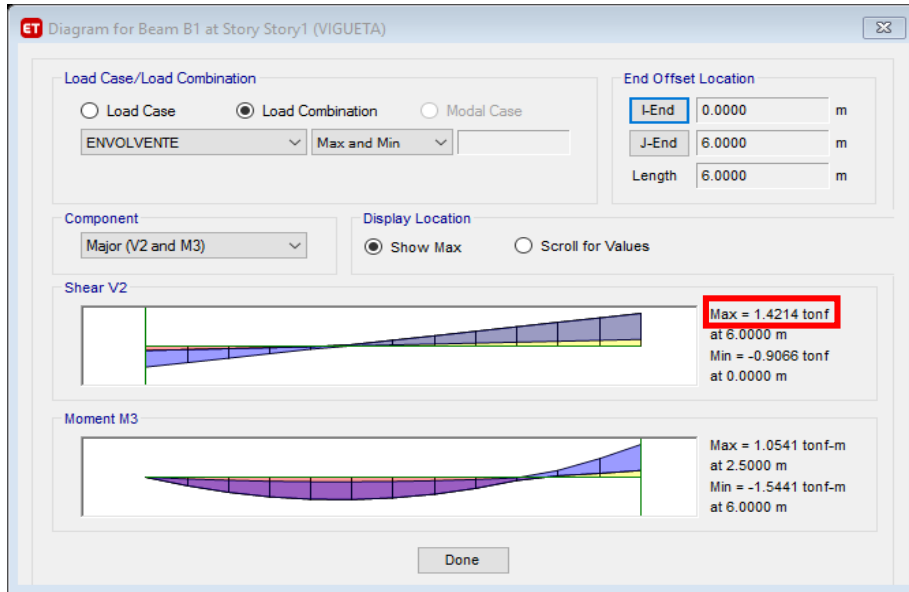 ET Diagram for Beam B1 at Story Story1 (VIGUETA)
Load Case/Load Combination
Load Case Load Combination Modal Case
ENVOLVENTE Max and Min
End Offset Location
I-End 0.0000 m
J-End 6.0000 m
Length 6.0000 m
Component
Major (V2 and M3)
Display Location
Show Max Scroll for Values
Shear V2
Max = 1.4214 tonf
at 6.0000 m
Min = -0.9066 tonf
at 0.0000 m
Moment M3
Max = 1.0541 tonf-m
at 2.5000 m
Min = -1.5441 tonf-m
at 6.0000 m
Done